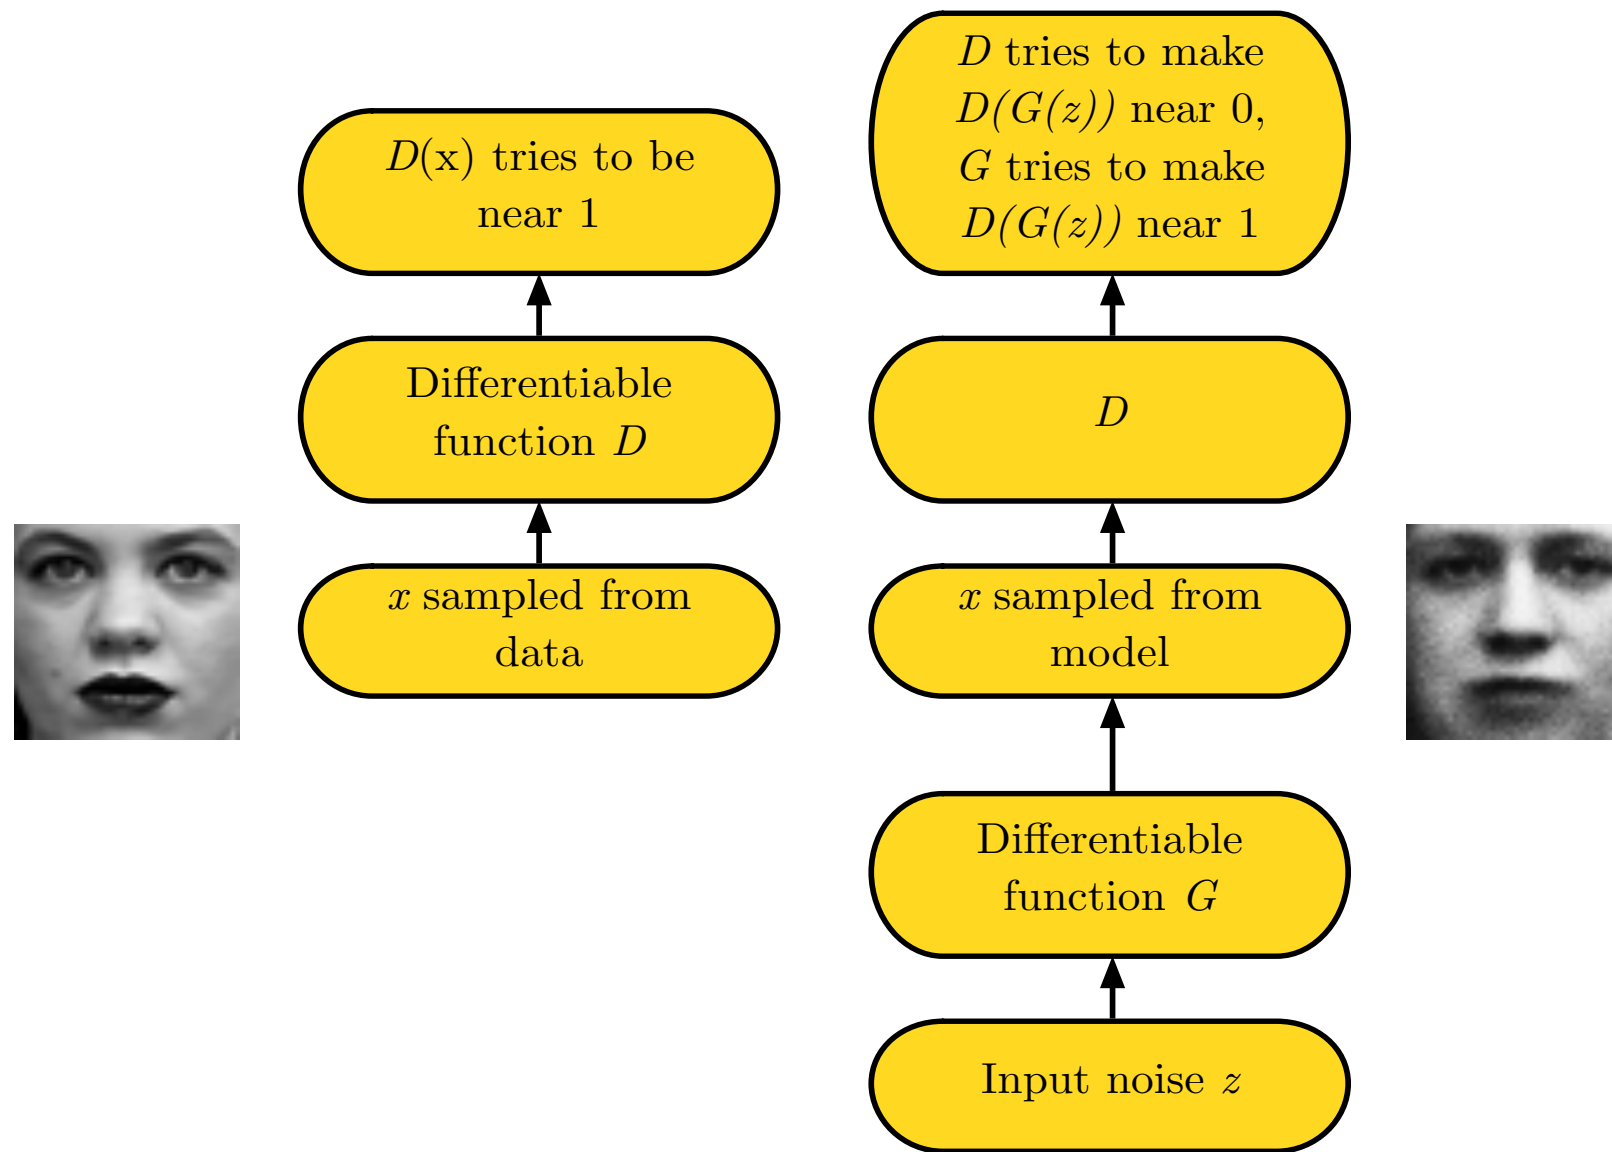 D(x) tries to be
near 1
Differentiable
function D
x sampled from
data
D tries to make
D(G(z)) near 0,
G tries to make
D(G(z)) near 1
D
x sampled from
model
Differentiable
function G
Input noise z